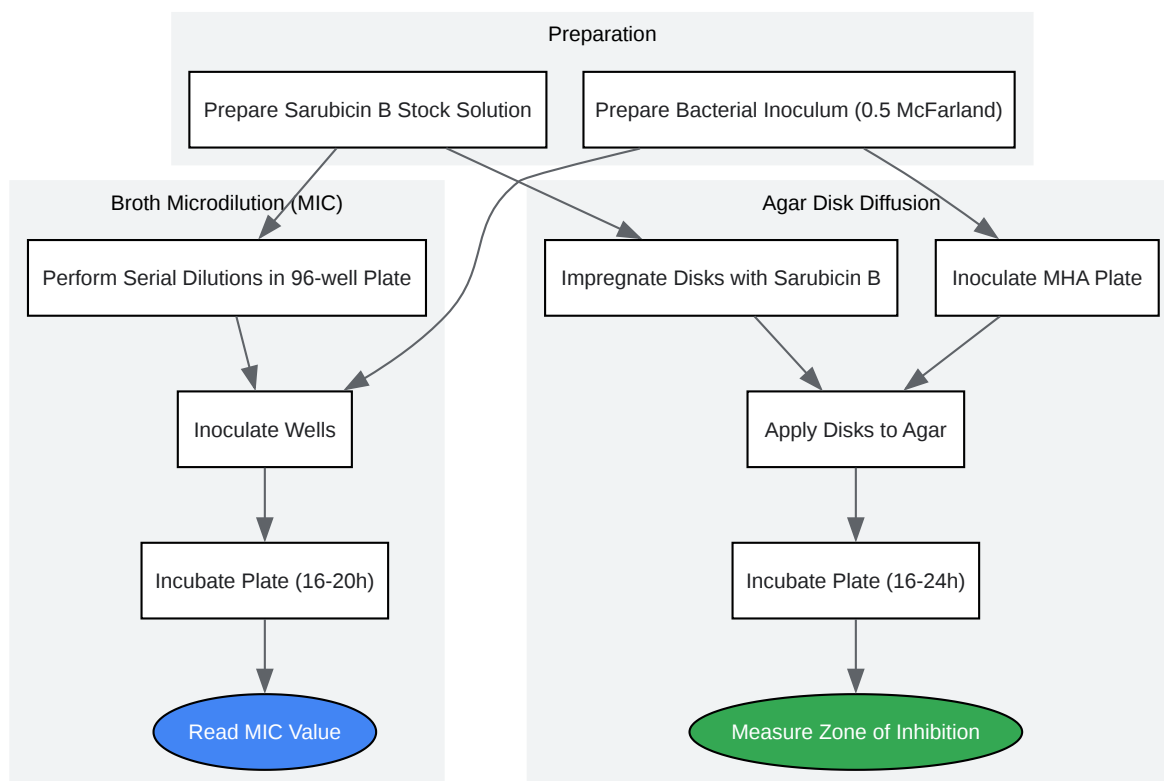 Preparation
Prepare Sarubicin B Stock Solution
Prepare Bacterial Inoculum (0.5 McFarland)
Broth Microdilution (MIC)
Agar Disk Diffusion
Perform Serial Dilutions in 96-well Plate
Impregnate Disks with Sarubicin B
Inoculate MHA Plate
Inoculate Wells
Apply Disks to Agar
Incubate Plate (16-20h)
Incubate Plate (16-24h)
Read MIC Value
Measure Zone of Inhibition